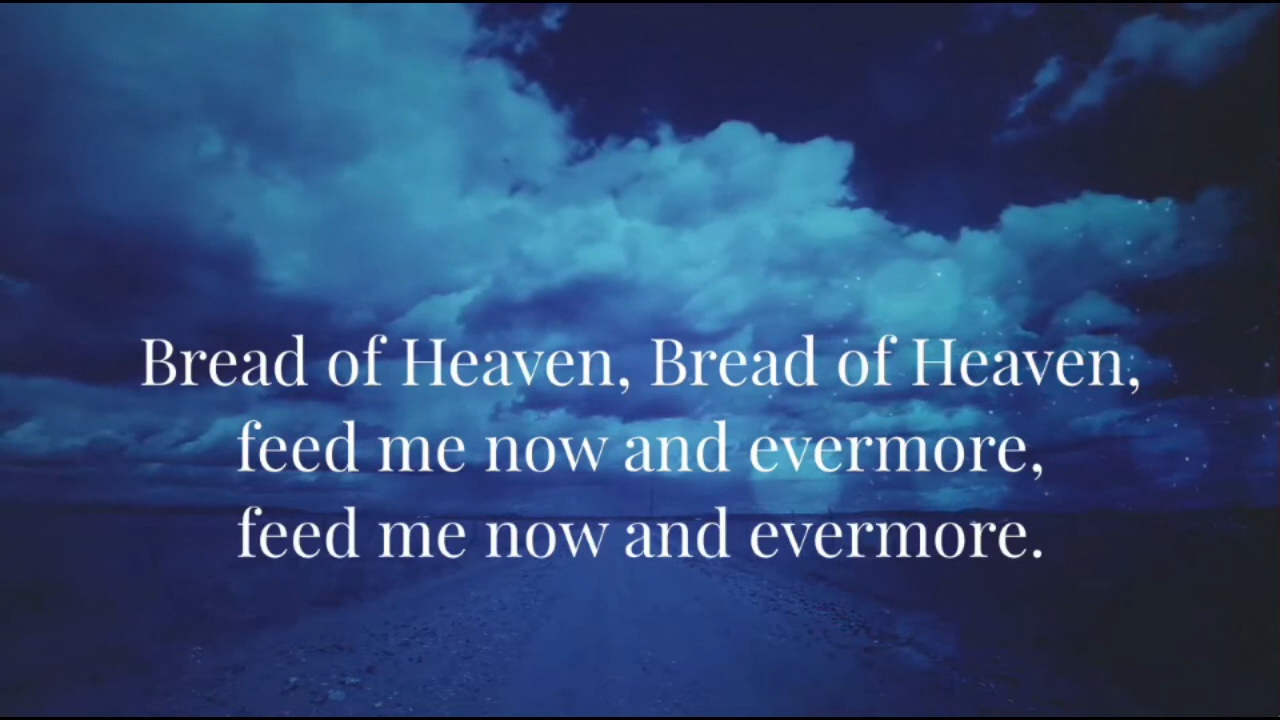 Bread of Heaven, Bread of Heaven,
feed me now and evermore,
feed me now and evermore.